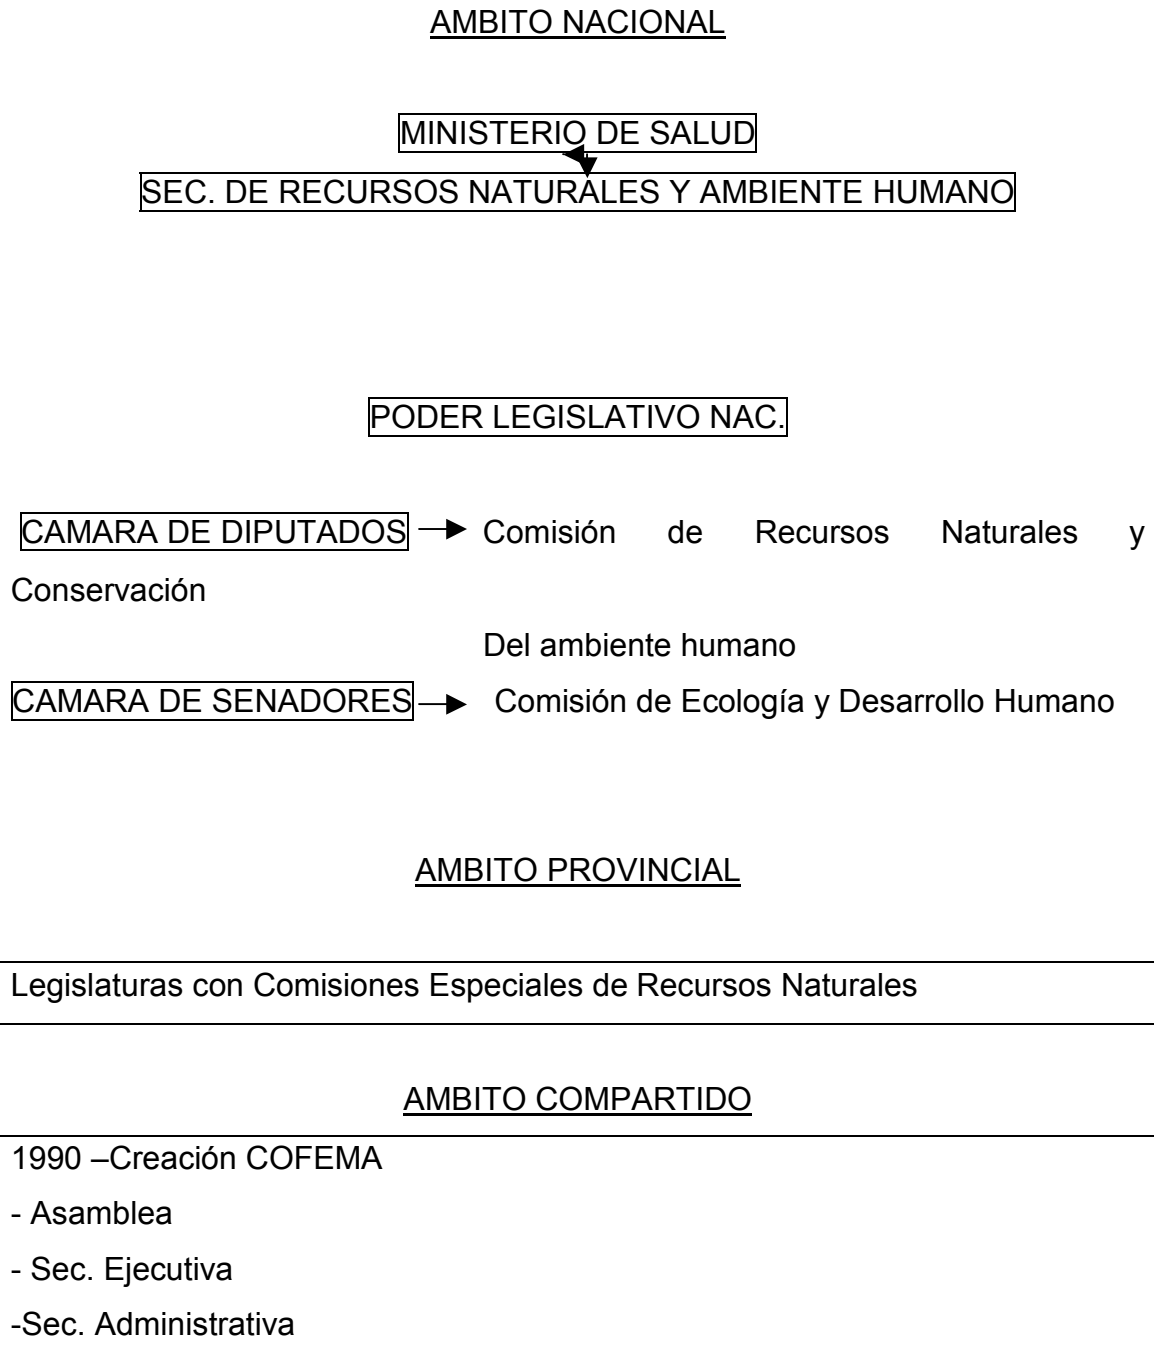 AMBITO NACIONAL
MINISTERIO DE SALUD
SEC. DE RECURSOS NATURALES Y AMBIENTE HUMANO
PODER LEGISLATIVO NAC.
CAMARA DE DIPUTADOS Comisión de Recursos Naturales y
Conservación
Del ambiente humano
CAMARA DE SENADORES Comisión de Ecología y Desarrollo Humano
AMBITO PROVINCIAL
Legislaturas con Comisiones Especiales de Recursos Naturales
AMBITO COMPARTIDO
1990 –Creación COFEMA
- Asamblea
- Sec. Ejecutiva
-Sec. Administrativa